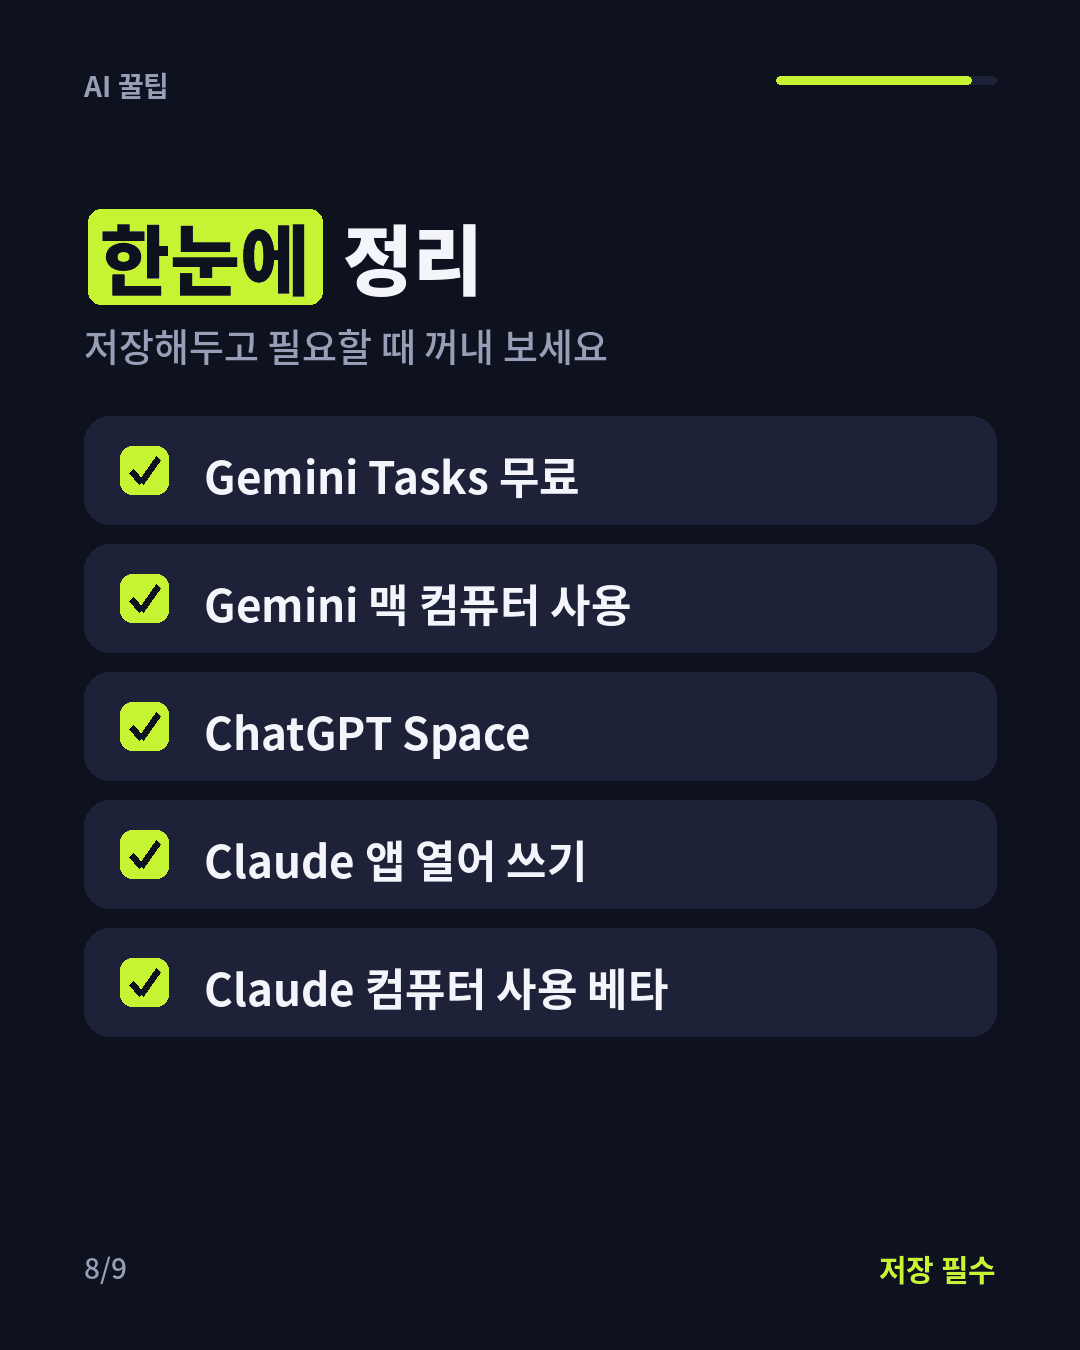 AI 꿀팁
한눈에 정리
저장해두고 필요할 때 꺼내 보세요
Gemini Tasks 무료
Gemini 맥 컴퓨터 사용
ChatGPT Space
Claude 앱 열어 쓰기
Claude 컴퓨터 사용 베타
8/9
저장 필수